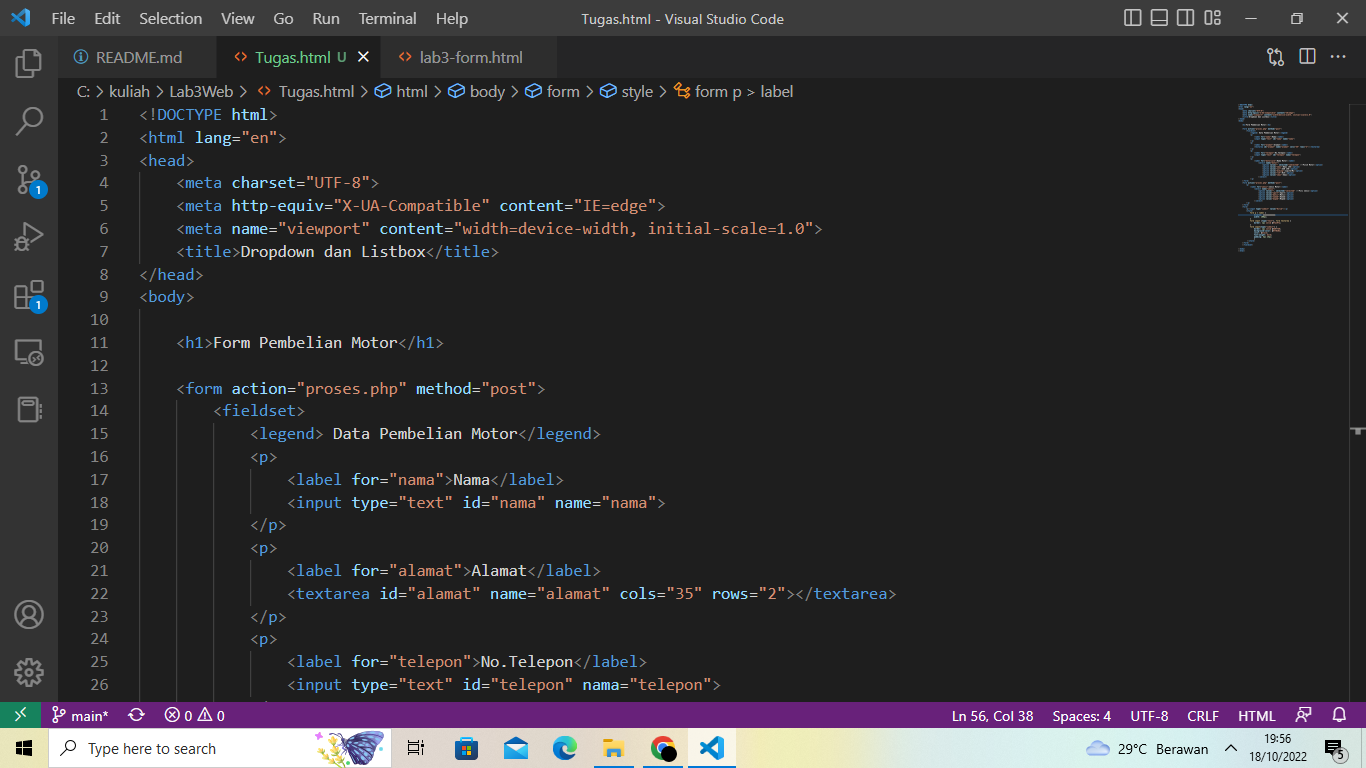 File Edit Selection View Go Run Terminal Help Tugas.html - Visual Studio Code
README.md Tugas.html U lab3-form.html
C: > kuliah > Lab3Web > Tugas.html > html > body > form > style > form p > label
1 <!DOCTYPE html>
2 <html lang="en">
3 <head>
4 <meta charset="UTF-8">
5 <meta http-equiv="X-UA-Compatible" content="IE=edge">
6 <meta name="viewport" content="width=device-width, initial-scale=1.0">
7 <title>Dropdown dan Listbox</title>
8 </head>
9 <body>
10
11 <h1>Form Pembelian Motor</h1>
12
13 <form action="proses.php" method="post">
14 <fieldset>
15 <legend> Data Pembelian Motor</legend>
16 <p>
17 <label for="nama">Nama</label>
18 <input type="text" id="nama" name="nama">
19 </p>
20 <p>
21 <label for="alamat">Alamat</label>
22 <textarea id="alamat" name="alamat" cols="35" rows="2"></textarea>
23 </p>
24 <p>
25 <label for="telepon">No.Telepon</label>
26 <input type="text" id="telepon" nama="telepon">
1
1
main* 0 0 Ln 56, Col 38 Spaces: 4 UTF-8 CRLF HTML
Type here to search 29°C Berawan 19:56
18/10/2022 5